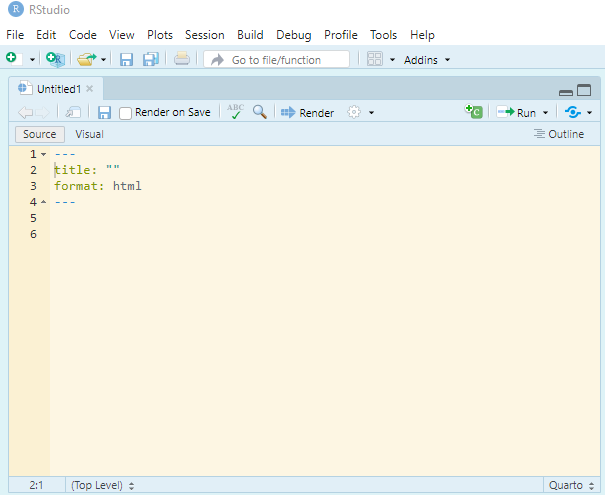 RStudio
File Edit Code View Plots Session Build Debug Profile Tools Help
Go to file/function Addins
Untitled1
Render on Save ABC Render Run
Source Visual Outline
1 ---
2 title: ""
3 format: html
4 ---
5
6
2:1 (Top Level) Quarto